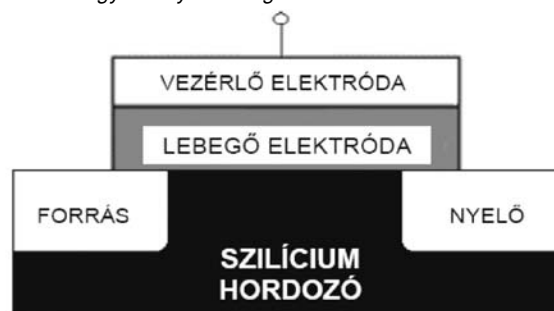 VEZÉRLŐ ELEKTRÓDA
LEBEGŐ ELEKTRÓDA
FORRÁS
NYELŐ
SZILÍCIUM
HORDOZÓ